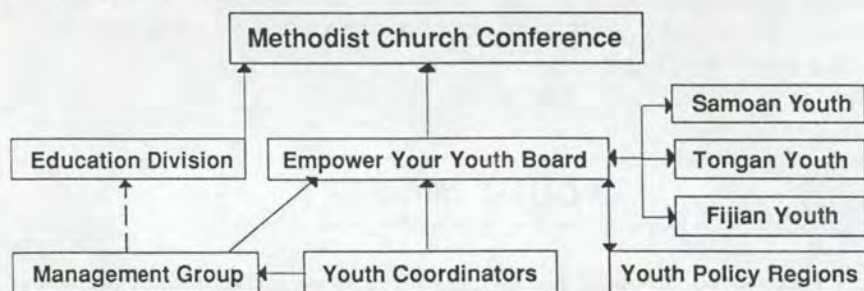 Methodist Church Conference
Samoan Youth
Education Division
Empower Your Youth Board
Tongan Youth
Fijian Youth
Management Group
Youth Coordinators
Youth Policy Regions